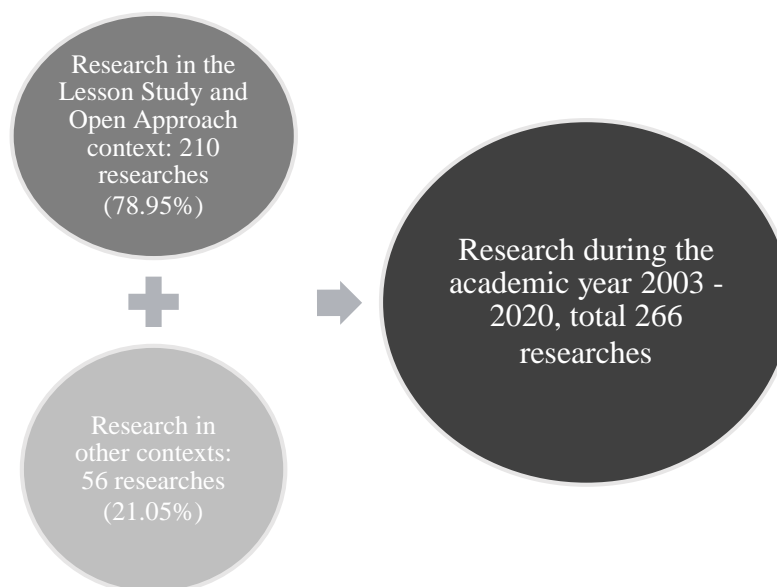 Research in the
Lesson Study and
Open Approach
context: 210
researches
(78.95%)
Research in
other contexts:
56 researches
(21.05%)
Research during the
academic year 2003 -
2020, total 266
researches